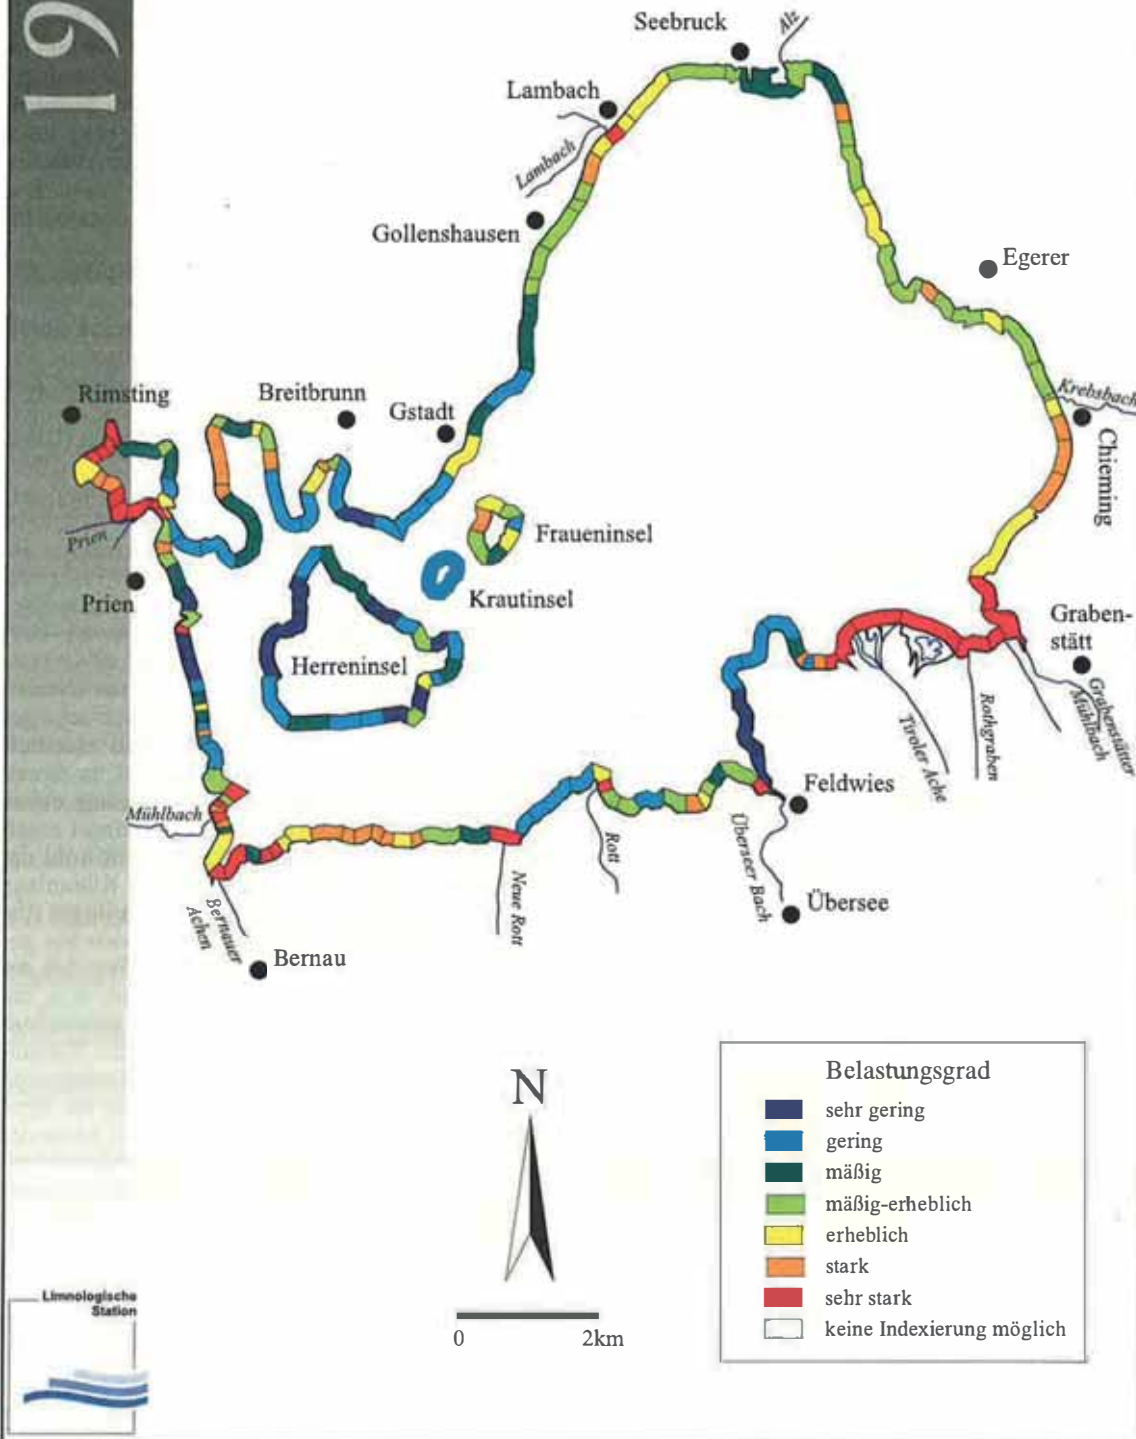 19
Seebruck
Alz
Lambach
Lambach
Gollenshausen
Egerer
Rimsting
Breitbrunn
Gstadt
Krebsbach
Chieming
Fraueninsel
Prien
Krautinsel
Prien
Graben-
stätt
Herreninsel
Grabenstätter
Mühlbach
Rothgraben
Tiroler Ache
Feldwies
Mühlbach
Überseer Bach
Rott
Neue Rott
Übersee
Bernauer
Achen
Bernau
N
0 2km
Belastungsgrad
sehr gering
gering
mäßig
mäßig-erheblich
erheblich
stark
sehr stark
keine Indexierung möglich
Limnologische
Station